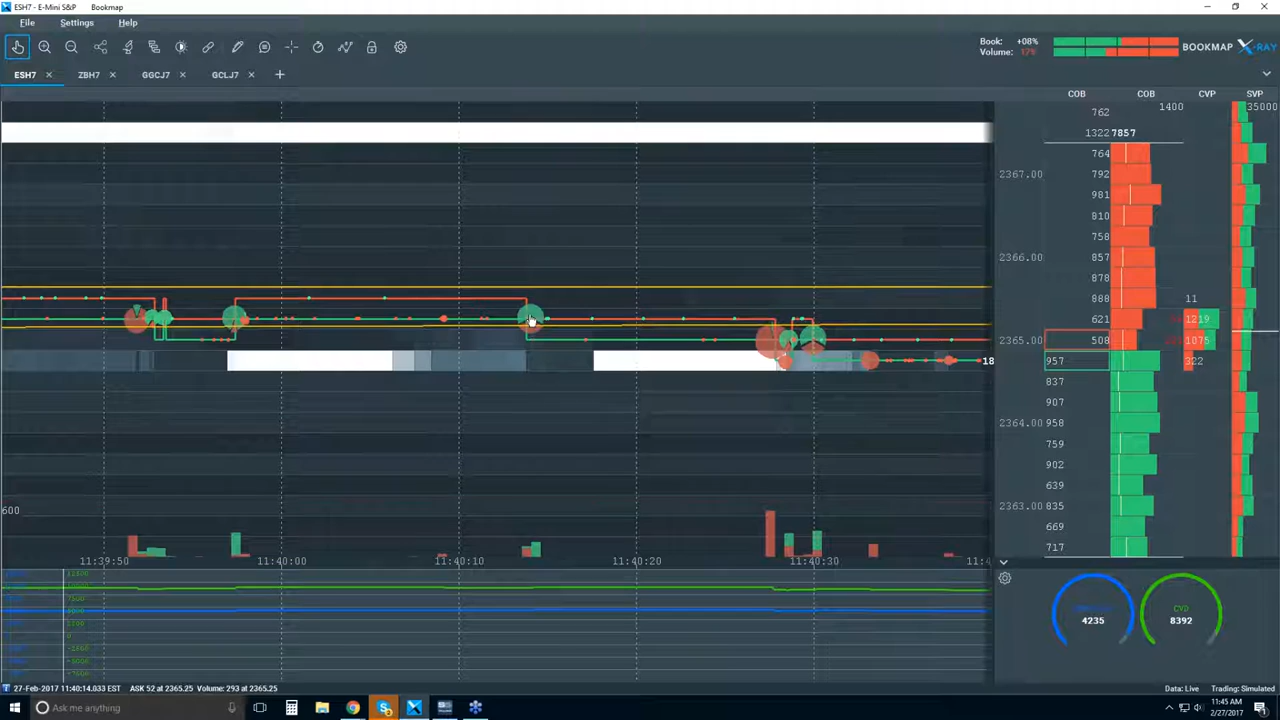 ESH7 - E-Mini S&P Bookmap
File Settings Help
Book: +08%
Volume: 17%
BOOKMAP X-RAY
ESH7 ZBH7 GGCJ7 GCLJ7
COB COB CVP SVP
762 1400 35000
1322 7857
764
2367.00 792
981
810
758
2366.00 857
878
880 11
621 1219
2365.00 508 1075
18 957 322
837
907
2364.00 958
759
902
639
2363.00 835
600
669
717
11:39:50 11:40:00 11:40:10 11:40:20 11:40:30 11:4
4235
CVD
8392
27-Feb-2017 11:40:14.033 EST ASK 52 at 2365.25 Volume: 293 at 2365.25 Data: Live Trading: Simulated
Ask me anything
11:45 AM
2/27/2017